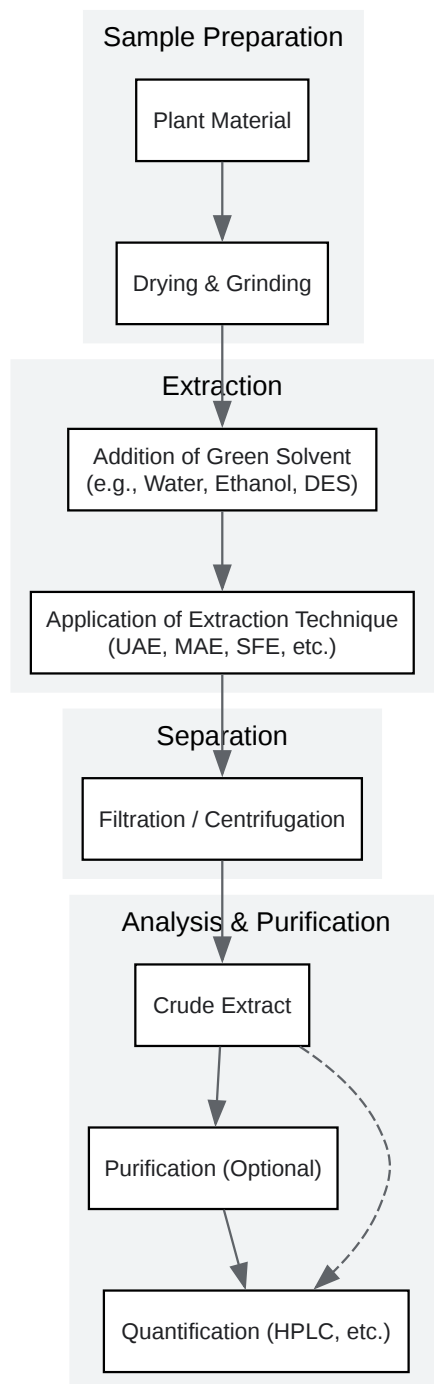 Sample Preparation
Plant Material
Drying & Grinding
Extraction
Addition of Green Solvent
(e.g., Water, Ethanol, DES)
Application of Extraction Technique
(UAE, MAE, SFE, etc.)
Separation
Filtration / Centrifugation
Analysis & Purification
Crude Extract
Purification (Optional)
Quantification (HPLC, etc.)